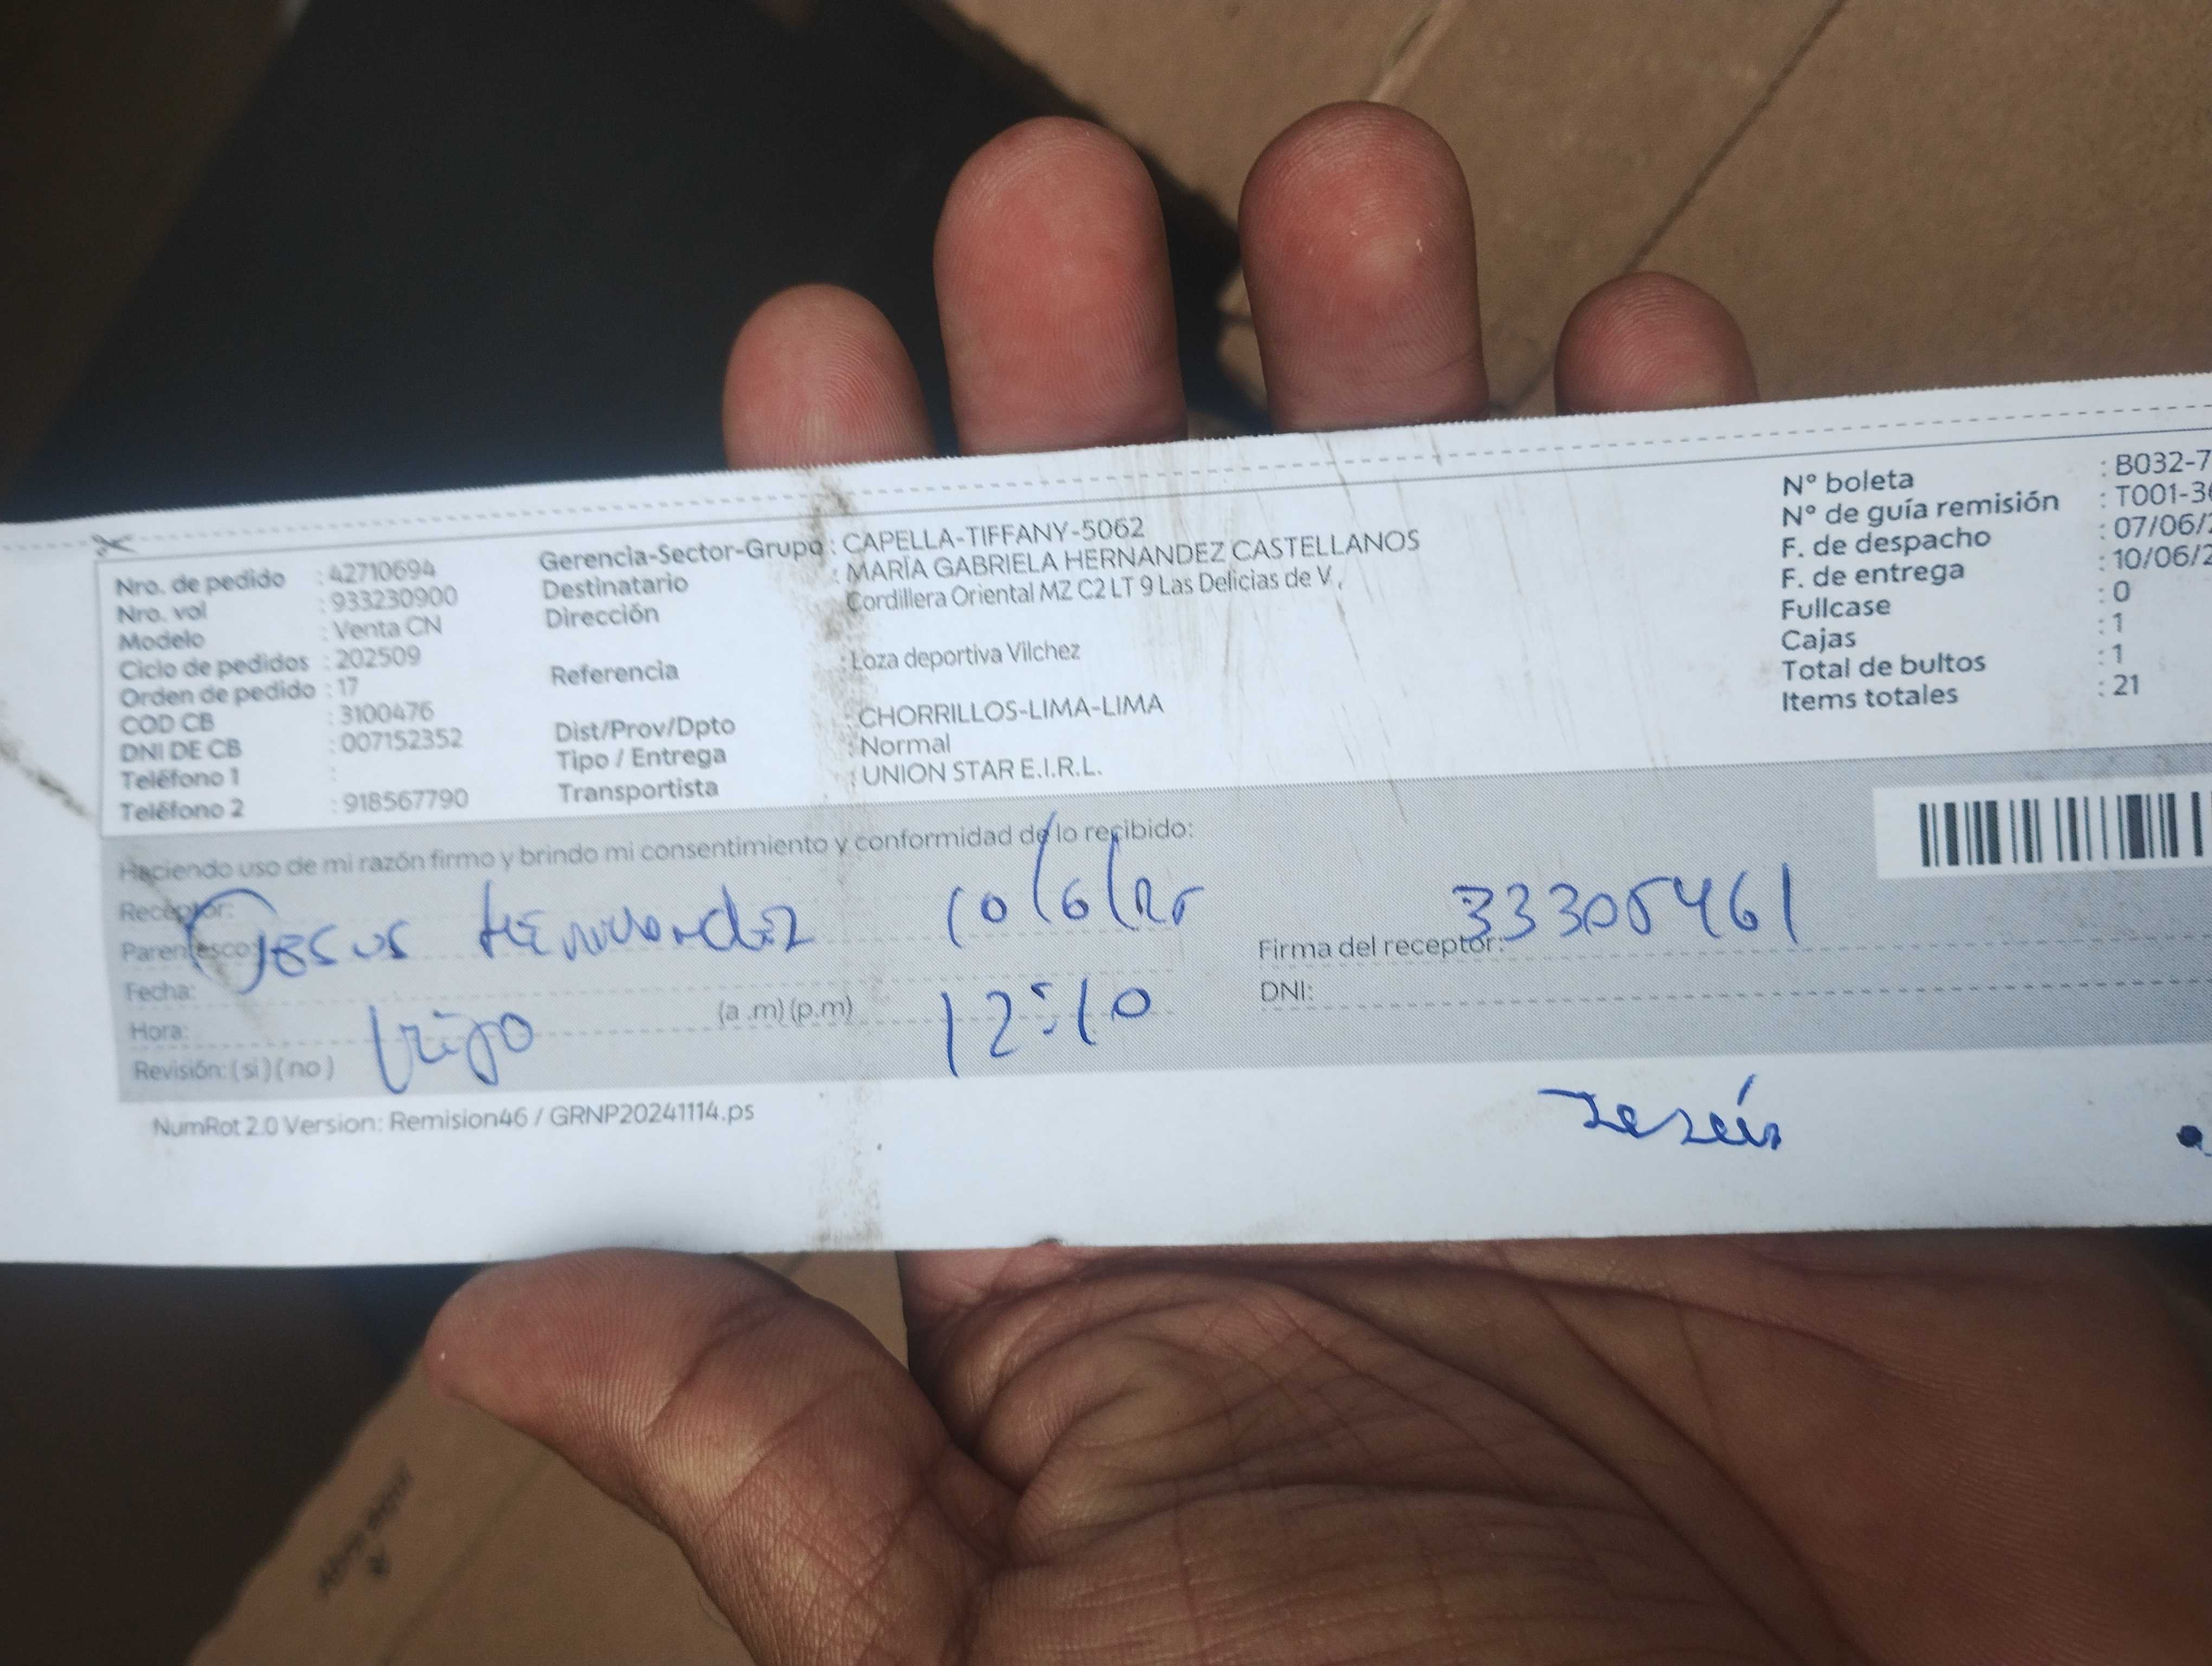 Nro. de pedido : 42710694
Nro. vol : 933230900
Modelo : Venta CN
Ciclo de pedidos : 202509
Orden de pedido : 17
COD CB : 3100476
DNI DE CB : 007152352
Teléfono 1 :
Teléfono 2 : 918567790
Gerencia-Sector-Grupo : CAPELLA-TIFFANY-5062
Destinatario : MARÍA GABRIELA HERNANDEZ CASTELLANOS
Dirección : Cordillera Oriental MZ C2 LT 9 Las Delicias de V,
Referencia : Loza deportiva Vilchez
Dist/Prov/Dpto : CHORRILLOS-LIMA-LIMA
Tipo / Entrega : Normal
Transportista : UNION STAR E.I.R.L.
N° boleta : B032-7
N° de guía remisión : T001-3
F. de despacho : 07/06/
F. de entrega : 10/06/2
Fullcase : 0
Cajas : 1
Total de bultos : 1
Items totales : 21
Haciendo uso de mi razón firmo y brindo mi consentimiento y conformidad de lo recibido:
Receptor:
Parentesco: Jesus Hernandez 10/6/25
Fecha:
Hora: (a .m) (p.m) 12:10
Revisión: ( si ) ( no )
33305461
Firma del receptor:
DNI:
NumRot 2.0 Version: Remision46 / GRNP20241114.ps
Jesús
Abre aquí